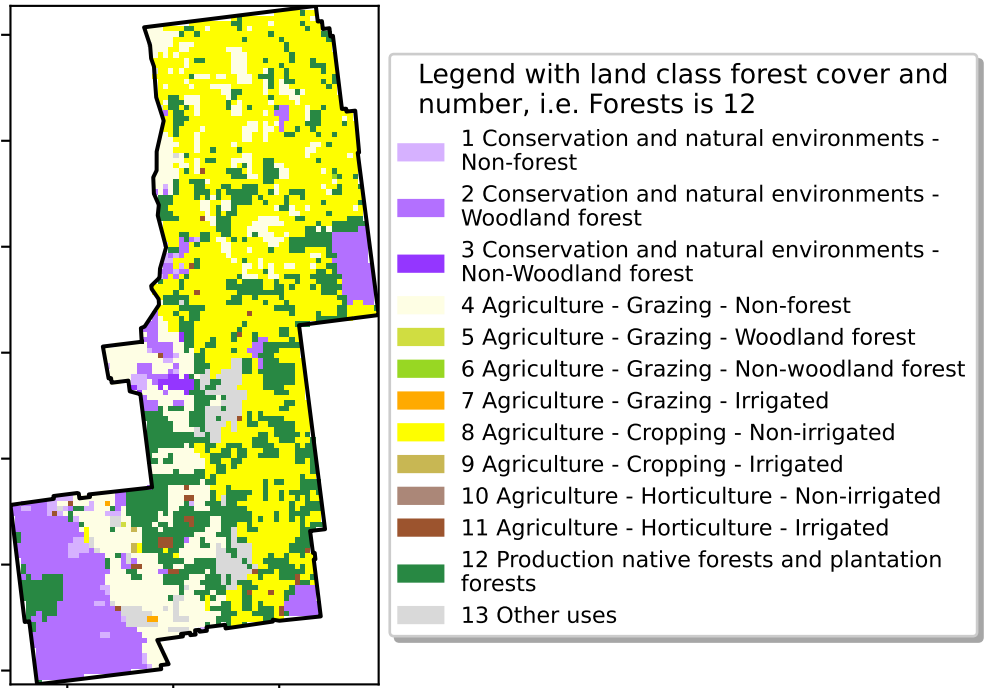 Legend with land class forest cover and
number, i.e. Forests is 12
1 Conservation and natural environments -
Non-forest
2 Conservation and natural environments -
Woodland forest
3 Conservation and natural environments -
Non-Woodland forest
4 Agriculture - Grazing - Non-forest
5 Agriculture - Grazing - Woodland forest
6 Agriculture - Grazing - Non-woodland forest
7 Agriculture - Grazing - Irrigated
8 Agriculture - Cropping - Non-irrigated
9 Agriculture - Cropping - Irrigated
10 Agriculture - Horticulture - Non-irrigated
11 Agriculture - Horticulture - Irrigated
12 Production native forests and plantation
forests
13 Other uses